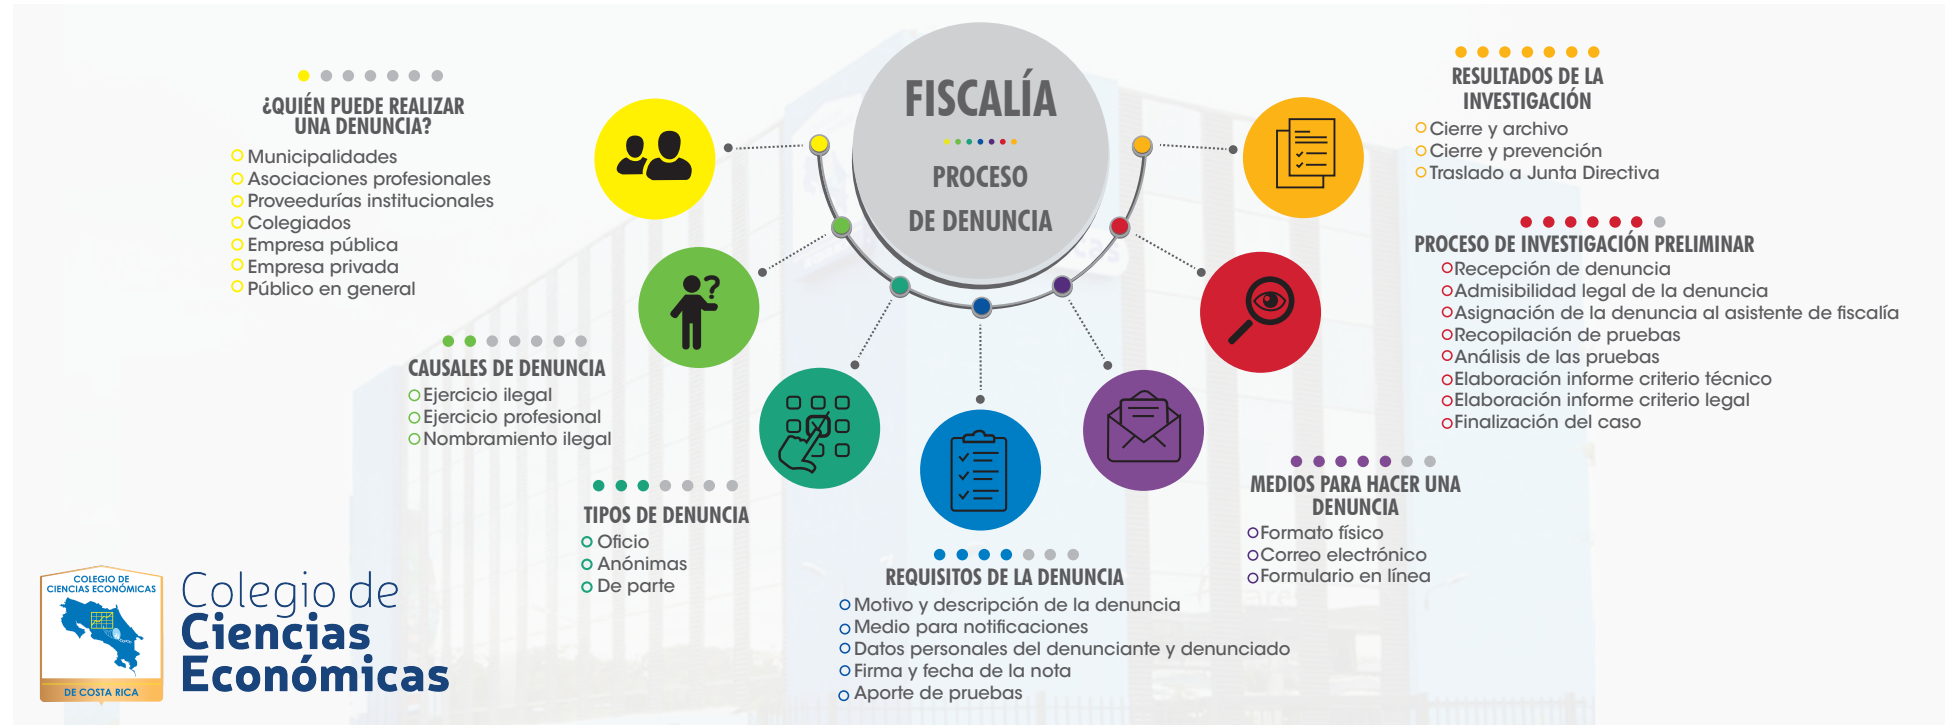 FISCALÍA
PROCESO
DE DENUNCIA
¿QUIÉN PUEDE REALIZAR
UNA DENUNCIA?
Municipalidades
Asociaciones profesionales
Proveedurías institucionales
Colegiados
Empresa pública
Empresa privada
Público en general
CAUSALES DE DENUNCIA
Ejercicio ilegal
Ejercicio profesional
Nombramiento ilegal
TIPOS DE DENUNCIA
Oficio
Anónimas
De parte
REQUISITOS DE LA DENUNCIA
Motivo y descripción de la denuncia
Medio para notificaciones
Datos personales del denunciante y denunciado
Firma y fecha de la nota
Aporte de pruebas
MEDIOS PARA HACER UNA
DENUNCIA
Formato físico
Correo electrónico
Formulario en línea
PROCESO DE INVESTIGACIÓN PRELIMINAR
Recepción de denuncia
Admisibilidad legal de la denuncia
Asignación de la denuncia al asistente de fiscalía
Recopilación de pruebas
Análisis de las pruebas
Elaboración informe criterio técnico
Elaboración informe criterio legal
Finalización del caso
RESULTADOS DE LA
INVESTIGACIÓN
Cierre y archivo
Cierre y prevención
Traslado a Junta Directiva
COLEGIO DE
CIENCIAS ECONÓMICAS
DE COSTA RICA
Colegio de
Ciencias
Económicas